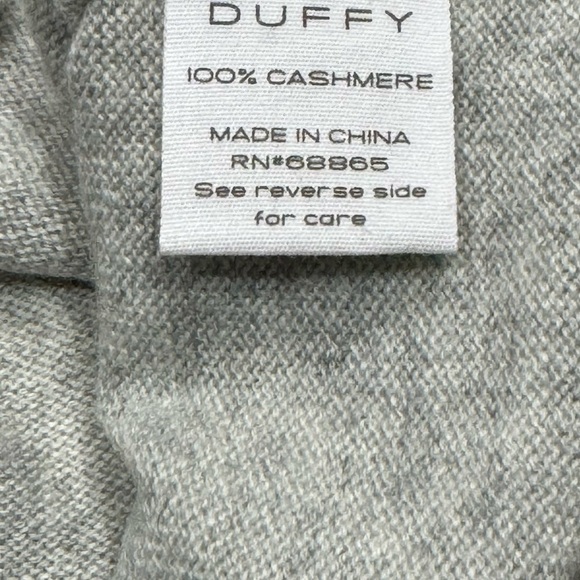 DUFFY
100% CASHMERE
MADE IN CHINA
RN#68865
See reverse side
for care